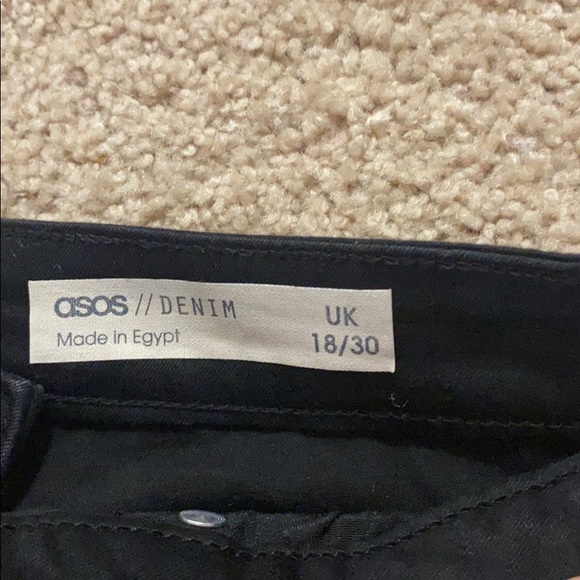 asos // DENIM
Made in Egypt
UK
18/30